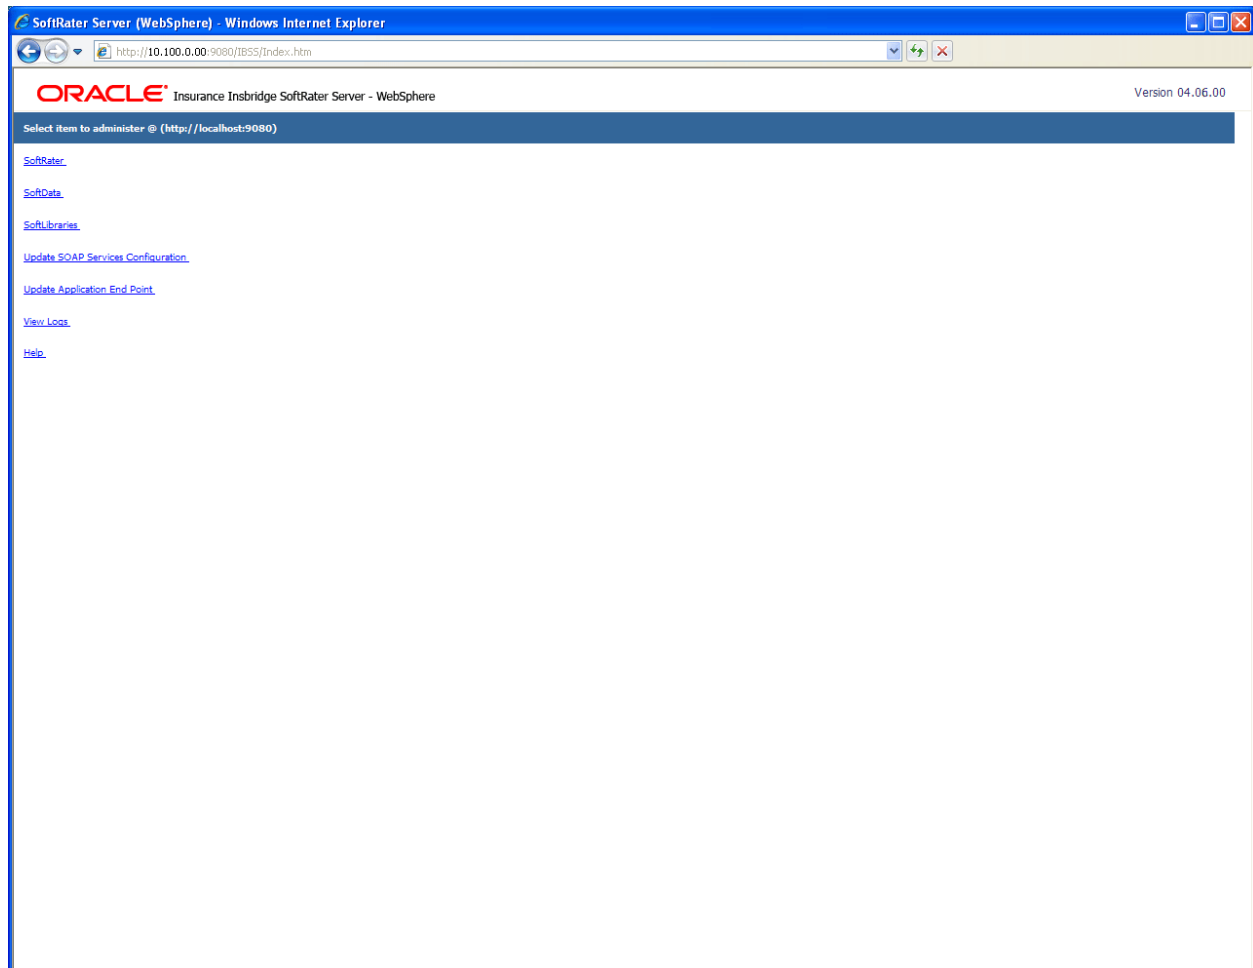 SoftRater Server (WebSphere) - Windows Internet Explorer
http://10.100.0.00:9080/IBSS/Index.htm
ORACLE® Insurance Insbridge SoftRater Server - WebSphere
Version 04.06.00
Select item to administer @ (http://localhost:9080)
SoftRater
SoftData
SoftLibraries
Update SOAP Services Configuration
Update Application End Point
View Logs
Help